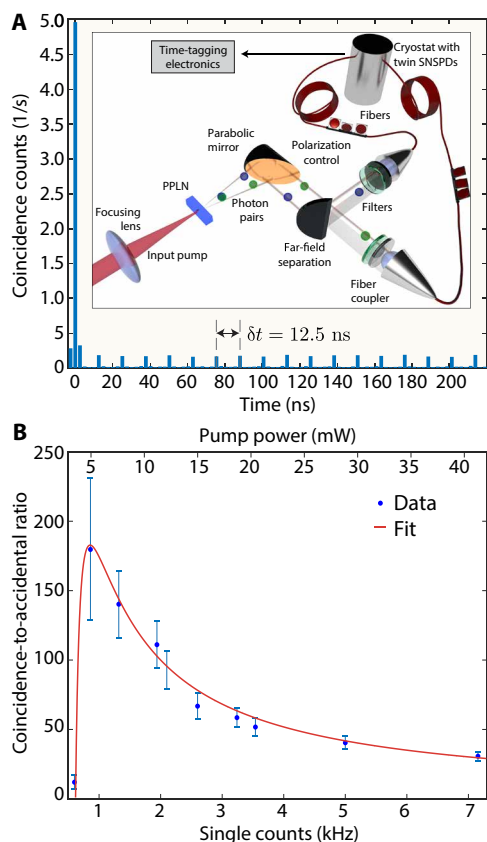 A
Coincidence counts (1/s)
5.0
4.5
4.0
3.5
3.0
2.5
2.0
1.5
1
0.5
0
Time-tagging
electronics
Cryostat with
twin SNSPDs
Fibers
Parabolic
mirror
Polarization
control
PPLN
Photon
pairs
Filters
Focusing
lens
Input pump
Far-field
separation
Fiber
coupler
δt = 12.5 ns
0 20 40 60 80 100 120 140 160 180 200
Time (ns)
B
Pump power (mW)
5 10 15 20 25 30 35 40
Coincidence-to-accidental ratio
250
200
150
100
50
0
Data
Fit
1 2 3 4 5 6 7
Single counts (kHz)